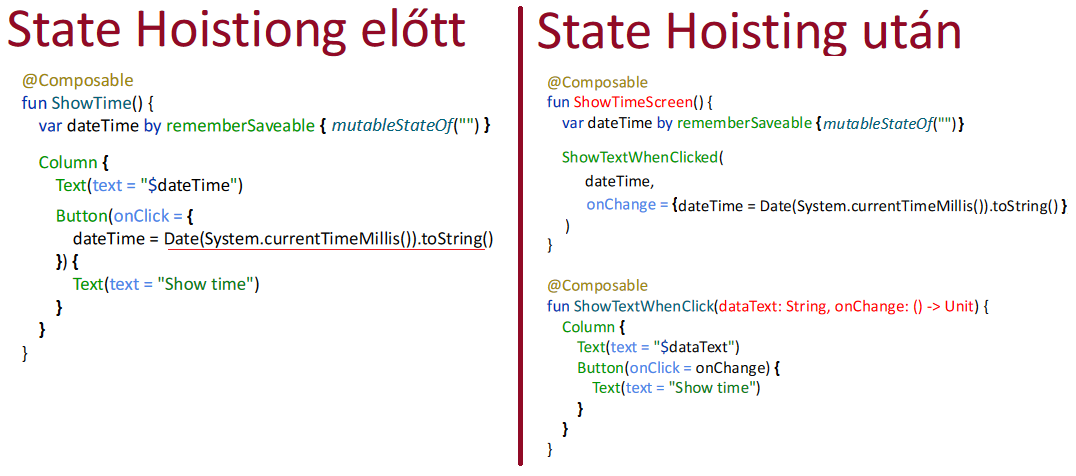 State Hoistiong előtt
@Composable
fun ShowTime() {
var dateTime by rememberSaveable { mutableStateOf("") }
Column {
Text(text = "$dateTime")
Button(onClick = {
dateTime = Date(System.currentTimeMillis()).toString()
}) {
Text(text = "Show time")
}
}
}
State Hoisting után
@Composable
fun ShowTimeScreen() {
var dateTime by rememberSaveable {mutableStateOf("")}
ShowTextWhenClicked(
dateTime,
onChange = {dateTime = Date(System.currentTimeMillis()).toString() }
)
}
@Composable
fun ShowTextWhenClick(dataText: String, onChange: () -> Unit) {
Column {
Text(text = "$dataText")
Button(onClick = onChange) {
Text(text = "Show time")
}
}
}